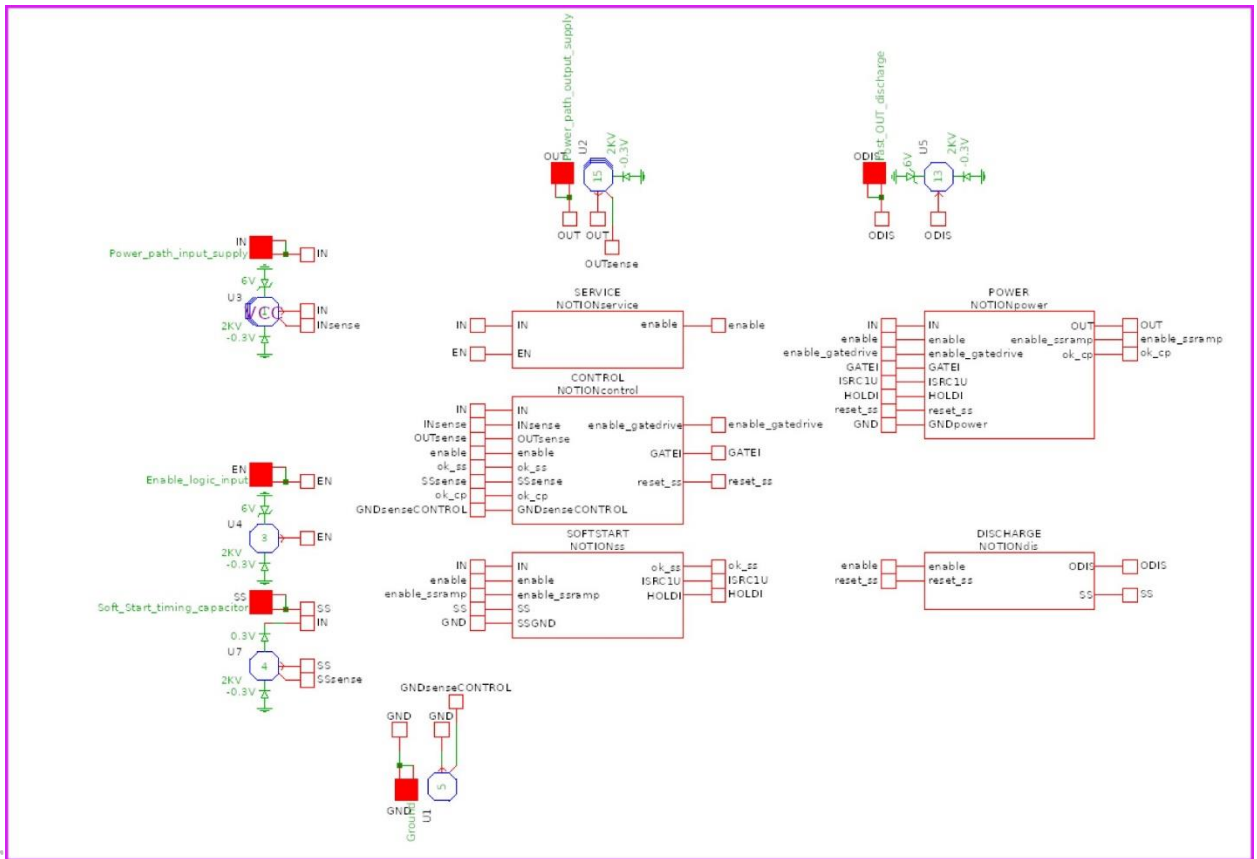 Power_path_output_supply
OUT
U2
15
2KV
-0.3V
OUT
OUT
OUTsense
Fast_OUT_discharge
ODIS
6V
U5
13
2KV
-0.3V
ODIS
ODIS
IN
Power_path_input_supply
IN
6V
U3
VCC
IN
INsense
2KV
-0.3V
SERVICE
NOTIONservice
IN
IN
enable
enable
EN
EN
POWER
NOTIONpower
IN
IN
OUT
OUT
enable
enable
enable_ssramp
enable_ssramp
enable_gatedrive
enable_gatedrive
ok_cp
ok_cp
GATEI
GATEI
ISRC1U
ISRC1U
HOLDI
HOLDI
reset_ss
reset_ss
GND
GNDpower
CONTROL
NOTIONcontrol
IN
IN
INsense
INsense
enable_gatedrive
enable_gatedrive
OUTsense
OUTsense
enable
enable
GATEI
GATEI
ok_ss
ok_ss
SSsense
SSsense
reset_ss
reset_ss
ok_cp
ok_cp
GNDsenseCONTROL
GNDsenseCONTROL
EN
Enable_logic_input
EN
6V
U4
3
EN
2KV
-0.3V
SOFTSTART
NOTIONss
IN
IN
ok_ss
ok_ss
enable
enable
ISRC1U
ISRC1U
enable_ssramp
enable_ssramp
HOLDI
HOLDI
SS
SS
GND
SSGND
DISCHARGE
NOTIONdis
enable
enable
ODIS
ODIS
reset_ss
reset_ss
SS
SS
SS
Soft_Start_timing_capacitor
SS
IN
0.3V
U7
4
SS
SSsense
2KV
-0.3V
GNDsenseCONTROL
GND
GND
5
GND
Ground
U1